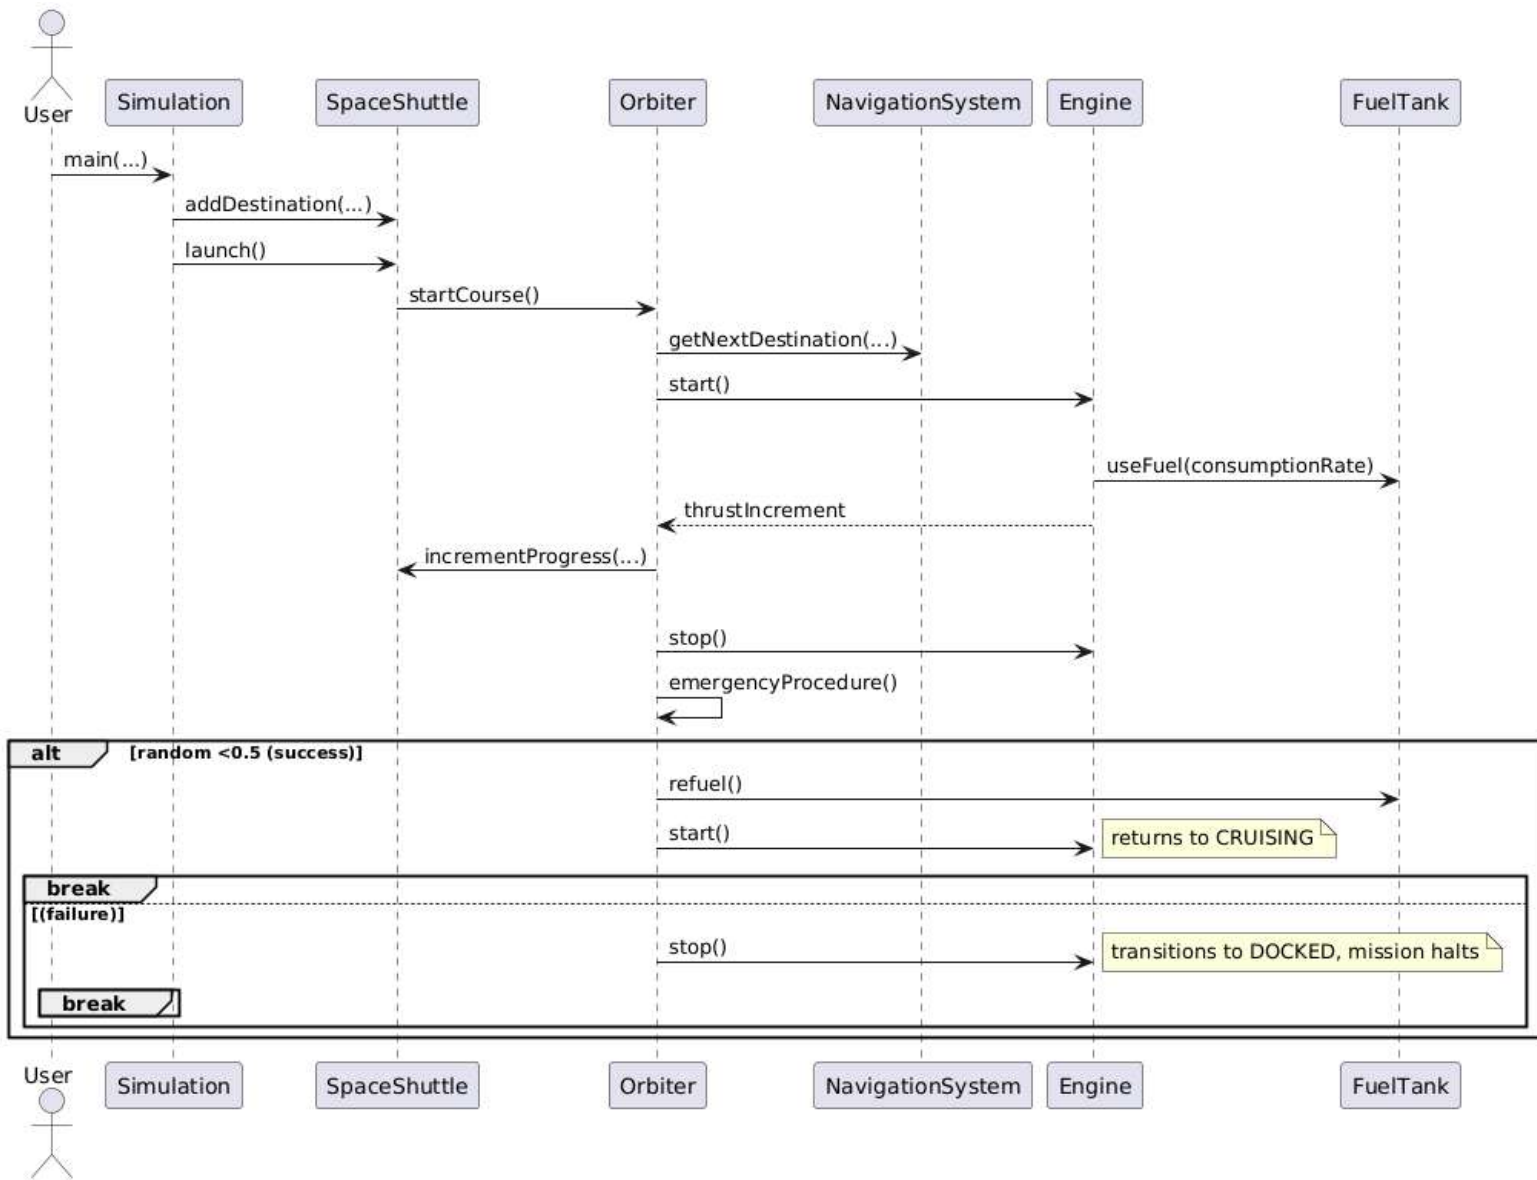 User
Simulation
SpaceShuttle
Orbiter
NavigationSystem
Engine
FuelTank
main(...)
addDestination(...)
launch()
startCourse()
getNextDestination(...)
start()
useFuel(consumptionRate)
thrustIncrement
incrementProgress(...)
stop()
emergencyProcedure()
alt
[random <0.5 (success)]
refuel()
start()
returns to CRUISING
break
[(failure)]
stop()
transitions to DOCKED, mission halts
break
User
Simulation
SpaceShuttle
Orbiter
NavigationSystem
Engine
FuelTank